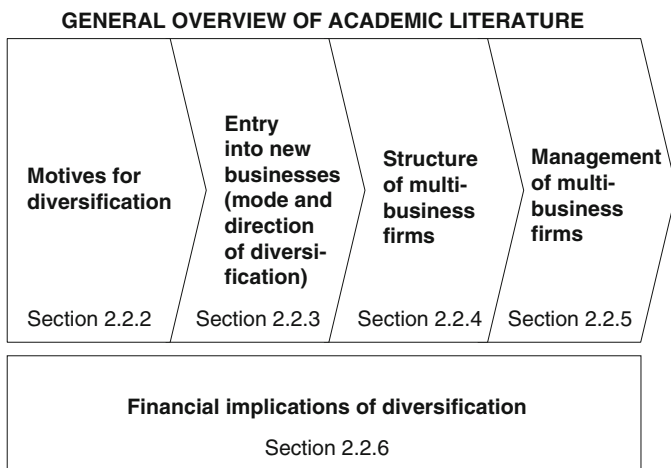 GENERAL OVERVIEW OF ACADEMIC LITERATURE
Motives for
diversification
Section 2.2.2
Entry
into new
businesses
(mode and
direction
of diversi-
fication)
Section 2.2.3
Structure
of multi-
business
firms
Section 2.2.4
Management
of multi-
business
firms
Section 2.2.5
Financial implications of diversification
Section 2.2.6